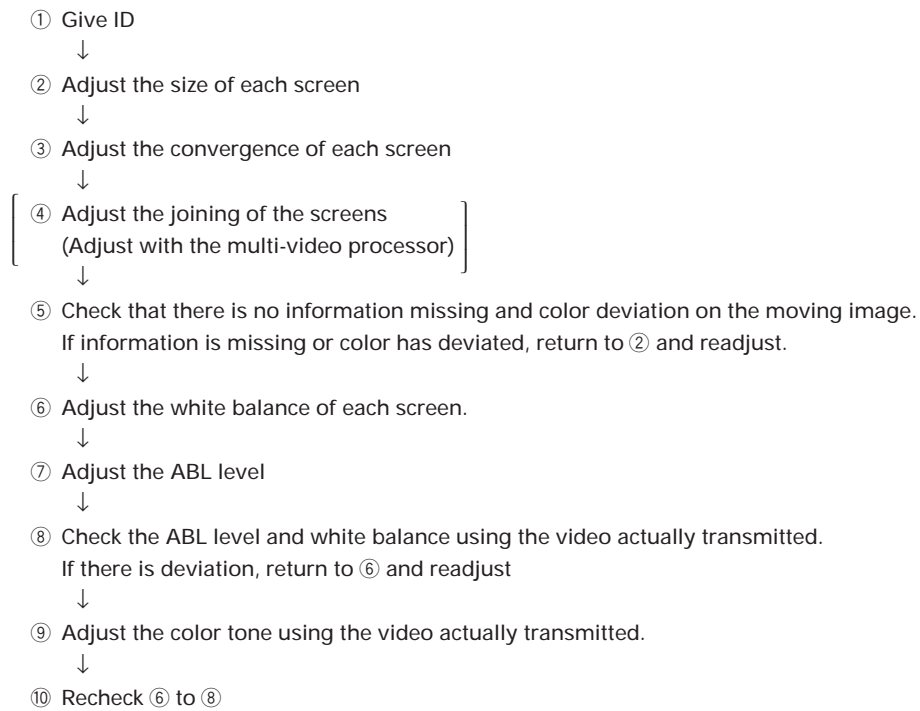 ① Give ID
↓
② Adjust the size of each screen
↓
③ Adjust the convergence of each screen
↓
④ Adjust the joining of the screens
(Adjust with the multi-video processor)
↓
⑤ Check that there is no information missing and color deviation on the moving image.
If information is missing or color has deviated, return to ② and readjust.
↓
⑥ Adjust the white balance of each screen.
↓
⑦ Adjust the ABL level
↓
⑧ Check the ABL level and white balance using the video actually transmitted.
If there is deviation, return to ⑥ and readjust
↓
⑨ Adjust the color tone using the video actually transmitted.
↓
⑩ Recheck ⑥ to ⑧